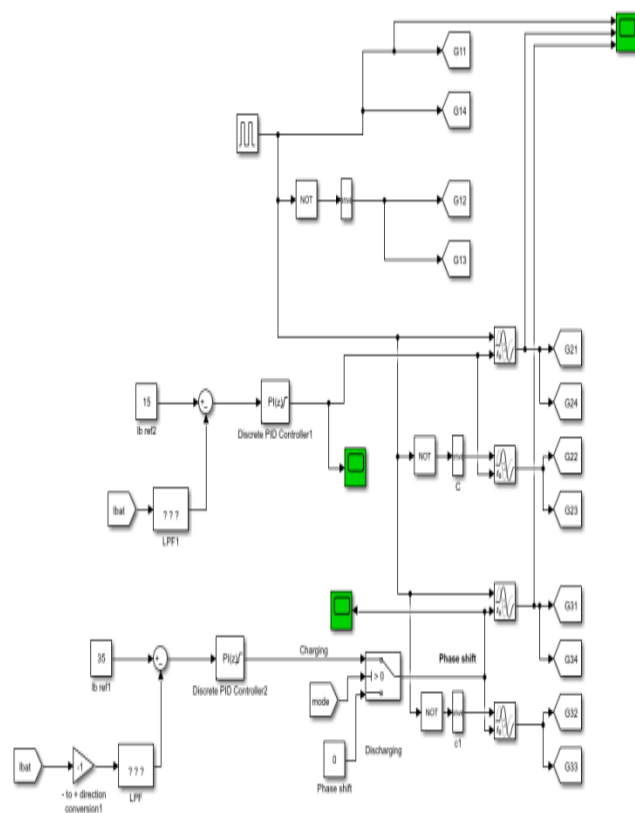 G11
G14
NOT
G12
G13
G21
15
Ib ref2
+
-
PI(z)
Discrete PID Controller1
G24
NOT
C
G22
G23
Ibat
? ? ?
LPF1
G31
35
Ib ref1
+
-
PI(z)
Discrete PID Controller2
Charging
Phase shift
G34
> 0
mode
NOT
c1
G32
Discharging
0
Phase shift
G33
Ibat
-1
- to + direction
conversion1
? ? ?
LPF